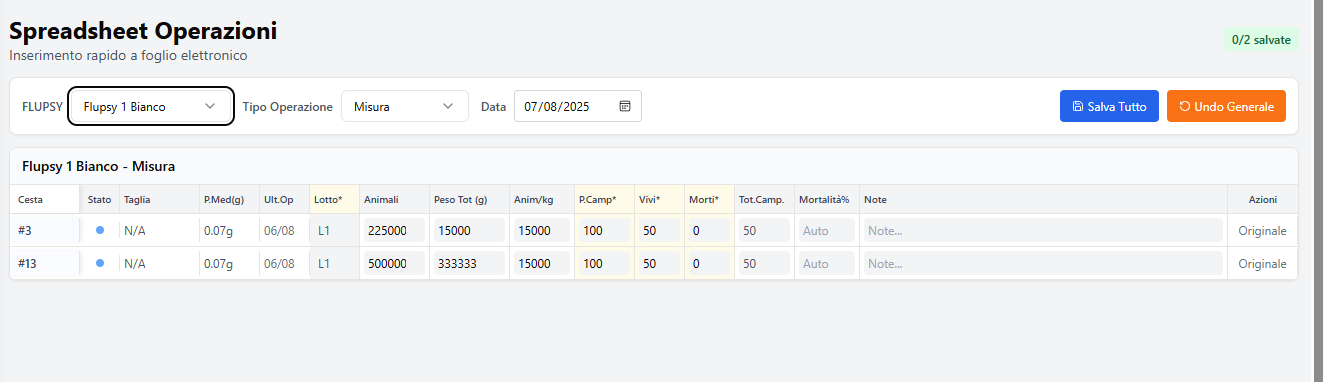 Spreadsheet Operazioni
Inserimento rapido a foglio elettronico
0/2 salvate
FLUPSY Flupsy 1 Bianco Tipo Operazione Misura Data 07/08/2025 Salva Tutto Undo Generale
Flupsy 1 Bianco - Misura
Cesta Stato Taglia P.Med(g) Ult.Op Lotto* Animali Peso Tot (g) Anim/kg P.Camp* Vivi* Morti* Tot.Camp. Mortalità% Note Azioni
#3 N/A 0.07g 06/08 L1 225000 15000 15000 100 50 0 50 Auto Note... Originale
#13 N/A 0.07g 06/08 L1 500000 333333 15000 100 50 0 50 Auto Note... Originale